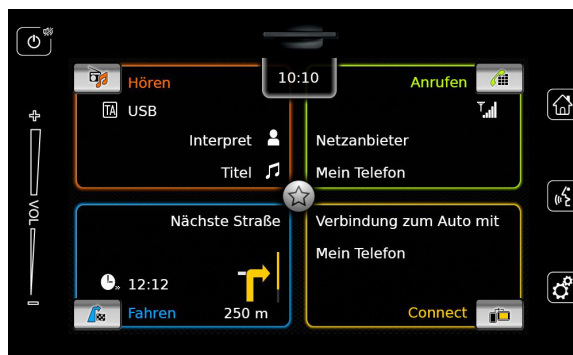 10:10
Hören
Anrufen
TA USB
Interpret
Netzanbieter
Titel
Mein Telefon
VOL
Nächste Straße
Verbindung zum Auto mit
Mein Telefon
12:12
Fahren
250 m
Connect